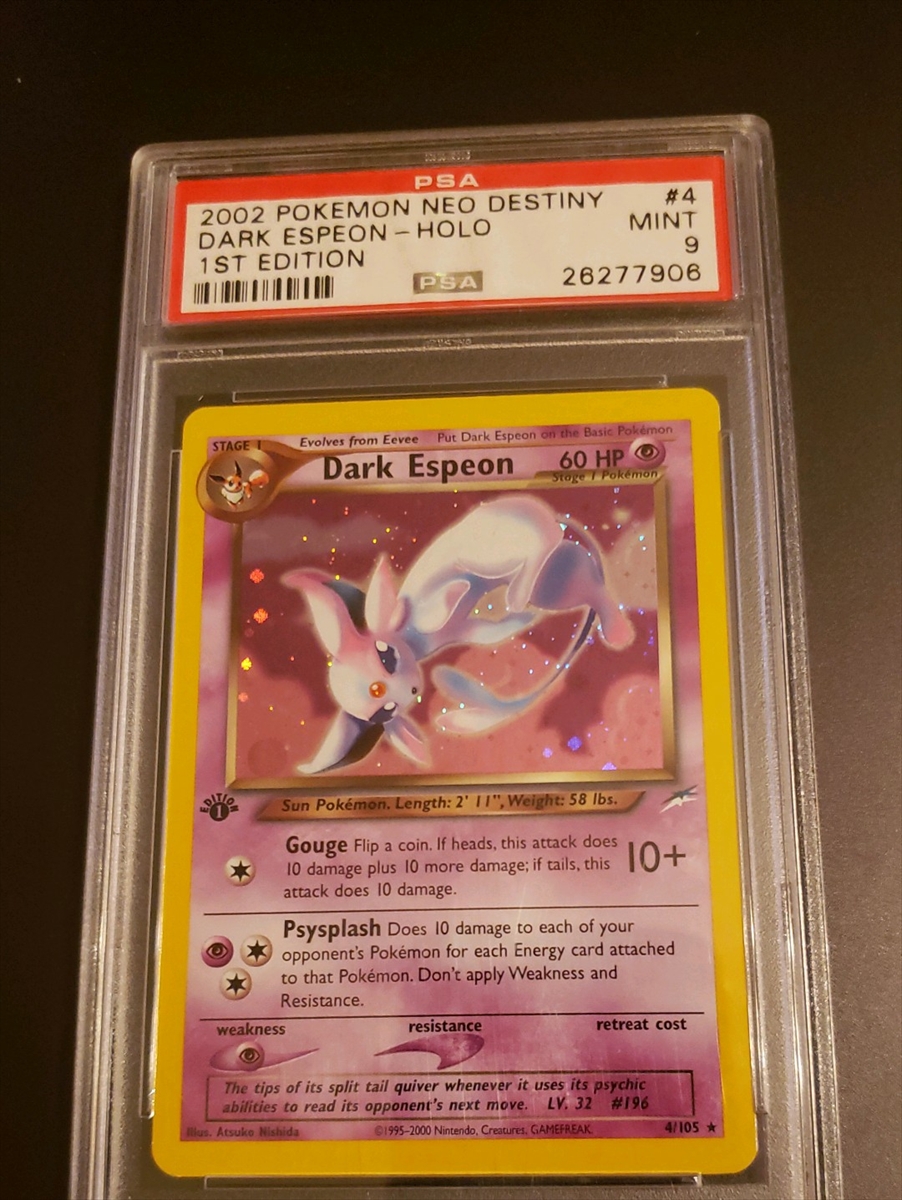 PSA
2002 POKEMON NEO DESTINY #4
DARK ESPEON - HOLO MINT
1ST EDITION 9
PSA 26277906
STAGE 1 Evolves from Eevee Put Dark Espeon on the Basic Pokémon
Dark Espeon 60 HP
Stage 1 Pokémon
EDITION 1
Sun Pokémon. Length: 2' 11", Weight: 58 lbs.
Gouge Flip a coin. If heads, this attack does
10 damage plus 10 more damage; if tails, this
attack does 10 damage.
10+
Psysplash Does 10 damage to each of your
opponent's Pokémon for each Energy card attached
to that Pokémon. Don't apply Weakness and
Resistance.
weakness resistance retreat cost
The tips of its split tail quiver whenever it uses its psychic
abilities to read its opponent's next move. LV. 32 #196
Illus. Atsuko Nishida ©1995-2000 Nintendo, Creatures, GAMEFREAK. 4/105 ★